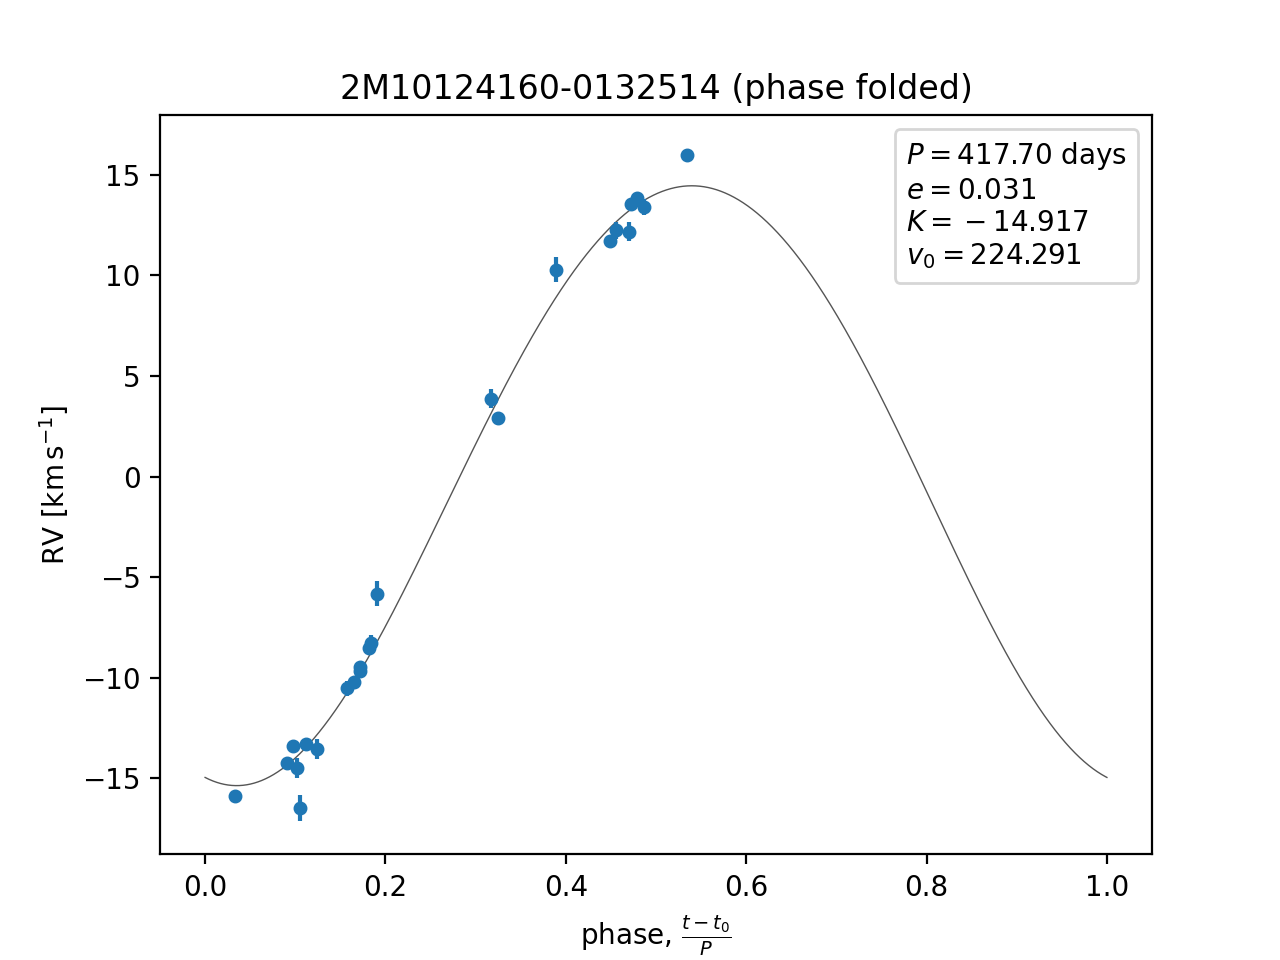 2M10124160-0132514 (phase folded)
P = 417.70 days
e = 0.031
K = −14.917
v₀ = 224.291
RV [km s⁻¹]
15
10
5
0
−5
−10
−15
0.0 0.2 0.4 0.6 0.8 1.0
phase, (t − t₀)/P